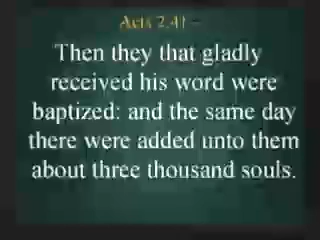 Acts 2:41 -
Then they that gladly
received his word were
baptized: and the same day
there were added unto them
about three thousand souls.